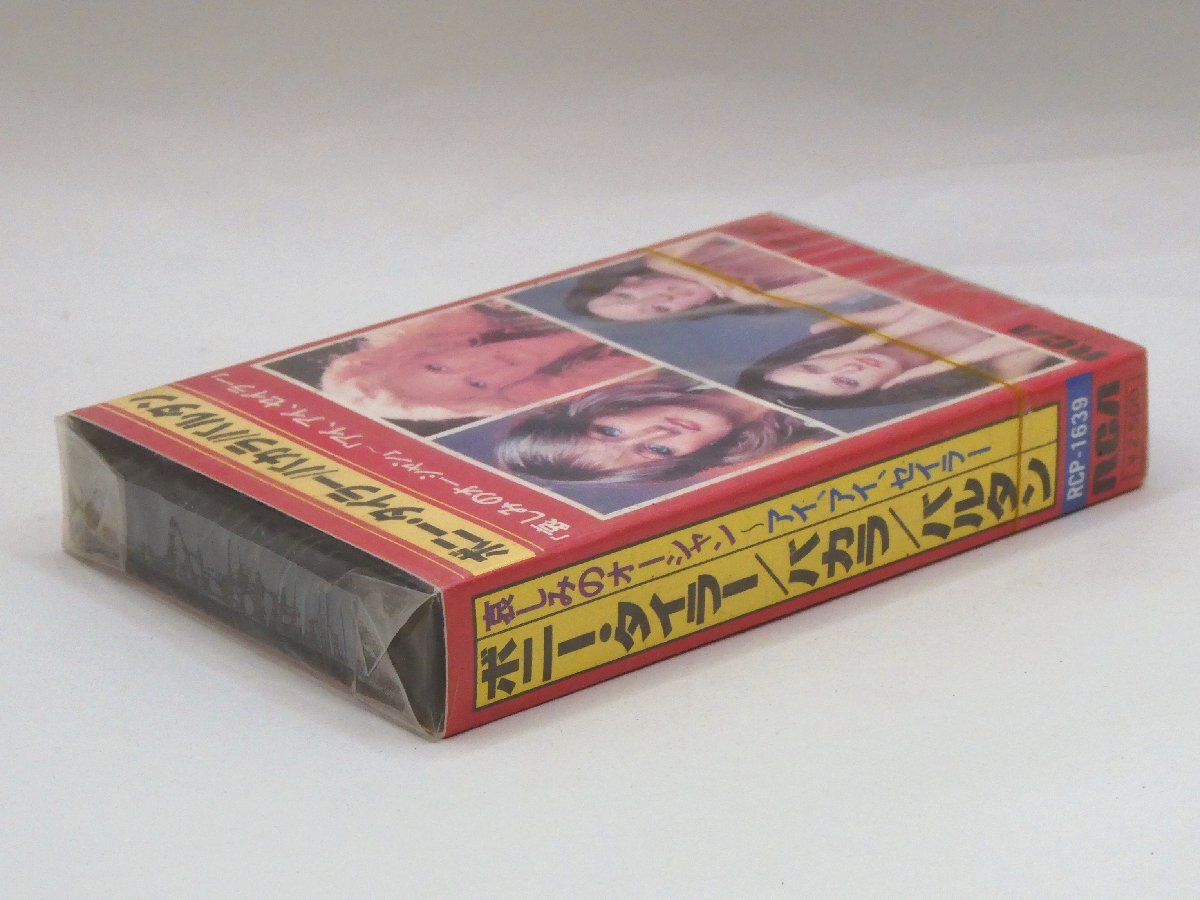 ボニー・タイラー/バカラ/バルタン
「哀しみのオーシャン」~「アイ、アイ、セイラー」
RCA
哀しみのオーシャン~アイ、アイ、セイラー
ボニー・タイラー/バカラ/バルタン
RCP-1639
RCA